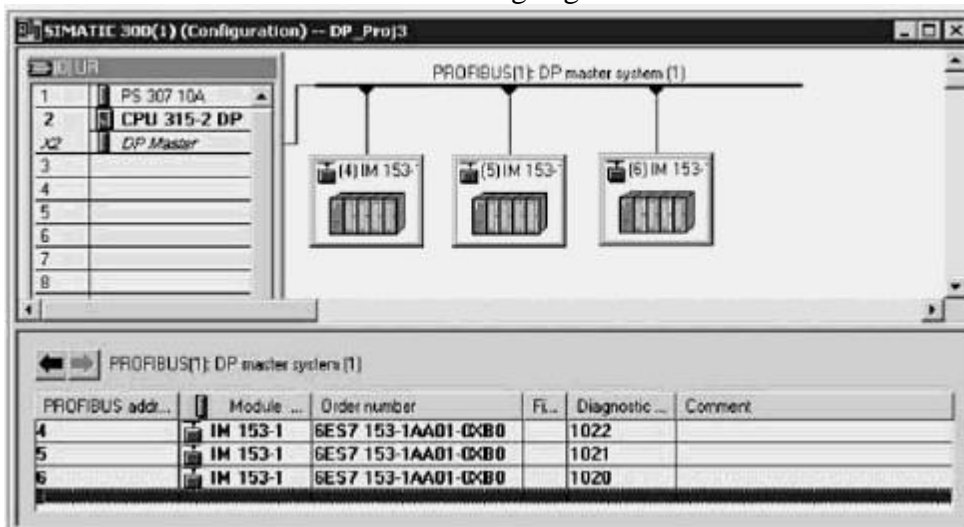 SIMATIC 300(1) (Configuration) -- DP_Proj3
UR
1 PS 307 10A
2 CPU 315-2 DP
X2 DP Master
3
4
5
6
7
8
PROFIBUS(1): DP master system (1)
(4) IM 153-
(5) IM 153-
(6) IM 153-
PROFIBUS(1): DP master system (1)
PROFIBUS addr... Module ... Order number Fi... Diagnostic ... Comment
4 IM 153-1 6ES7 153-1AA01-0XB0 1022
5 IM 153-1 6ES7 153-1AA01-0XB0 1021
6 IM 153-1 6ES7 153-1AA01-0XB0 1020